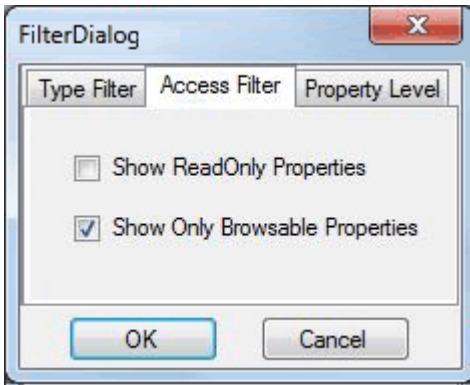 FilterDialog
Type Filter Access Filter Property Level
Show ReadOnly Properties
Show Only Browsable Properties
OK Cancel